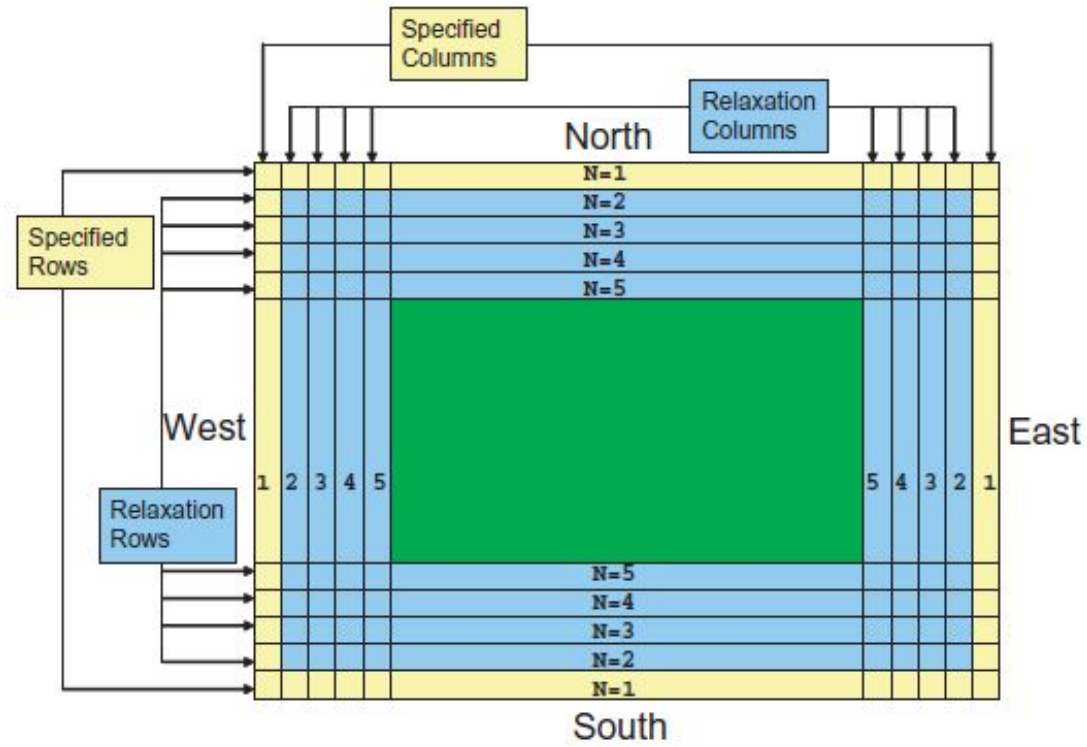 Specified
Columns
Relaxation
Columns
North
N=1
N=2
N=3
N=4
N=5
Specified
Rows
West
East
1 2 3 4 5
5 4 3 2 1
Relaxation
Rows
N=5
N=4
N=3
N=2
N=1
South